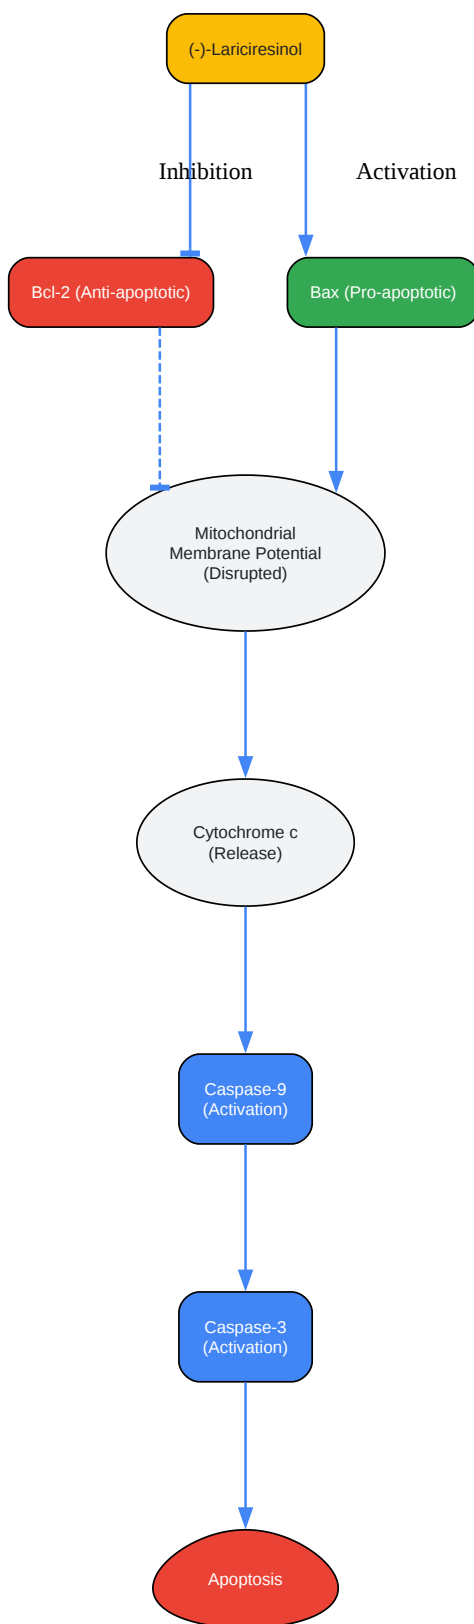 (-)-Lariciresinol
Inhibition
Activation
Bcl-2 (Anti-apoptotic)
Bax (Pro-apoptotic)
Mitochondrial
Membrane Potential
(Disrupted)
Cytochrome c
(Release)
Caspase-9
(Activation)
Caspase-3
(Activation)
Apoptosis